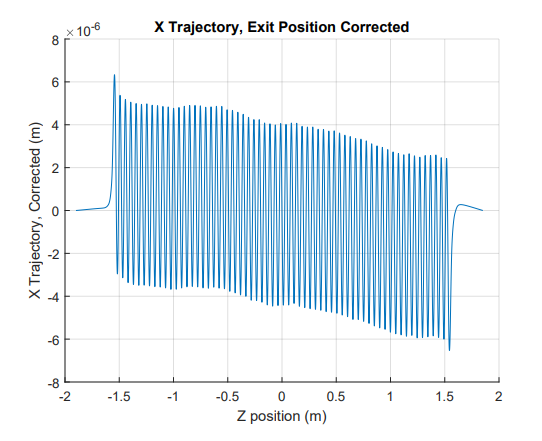 X Trajectory, Exit Position Corrected
×10⁻⁶
8
6
4
2
0
-2
-4
-6
-8
X Trajectory, Corrected (m)
-2 -1.5 -1 -0.5 0 0.5 1 1.5 2
Z position (m)